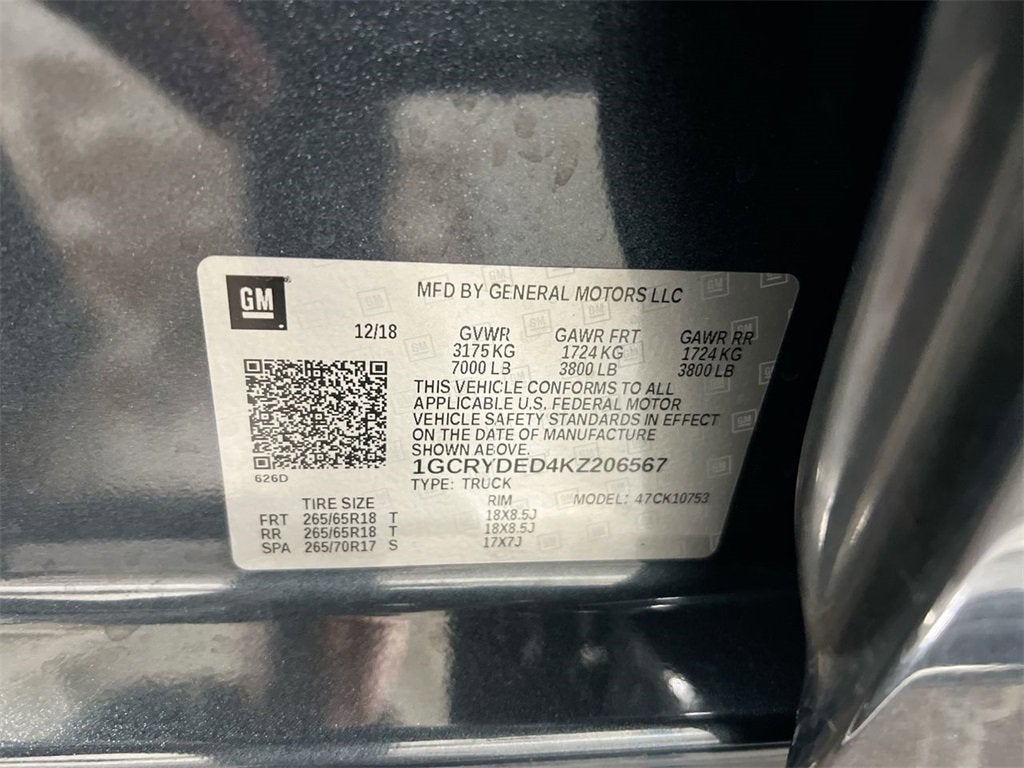 GM
MFD BY GENERAL MOTORS LLC
12/18 GVWR GAWR FRT GAWR RR
3175 KG 1724 KG 1724 KG
7000 LB 3800 LB 3800 LB
THIS VEHICLE CONFORMS TO ALL
APPLICABLE U.S. FEDERAL MOTOR
VEHICLE SAFETY STANDARDS IN EFFECT
ON THE DATE OF MANUFACTURE
SHOWN ABOVE.
1GCRYDED4KZ206567
626D TYPE: TRUCK
TIRE SIZE RIM MODEL: 47CK10753
FRT 265/65R18 T 18X8.5J
RR 265/65R18 T 18X8.5J
SPA 265/70R17 S 17X7J